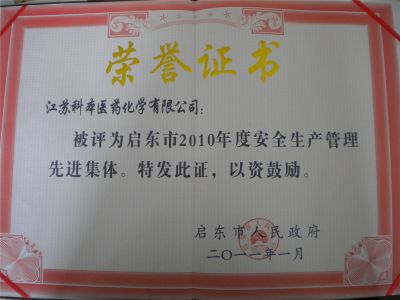 荣誉证书
江苏科本医药化学有限公司：
被评为启东市2010年度安全生产管理
先进集体。特发此证，以资鼓励。
启东市人民政府
二〇一一年一月